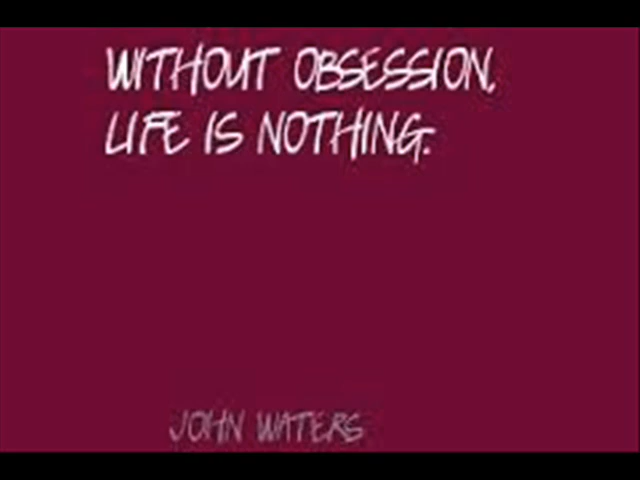 WITHOUT OBSESSION,
LIFE IS NOTHING.
JOHN WATERS